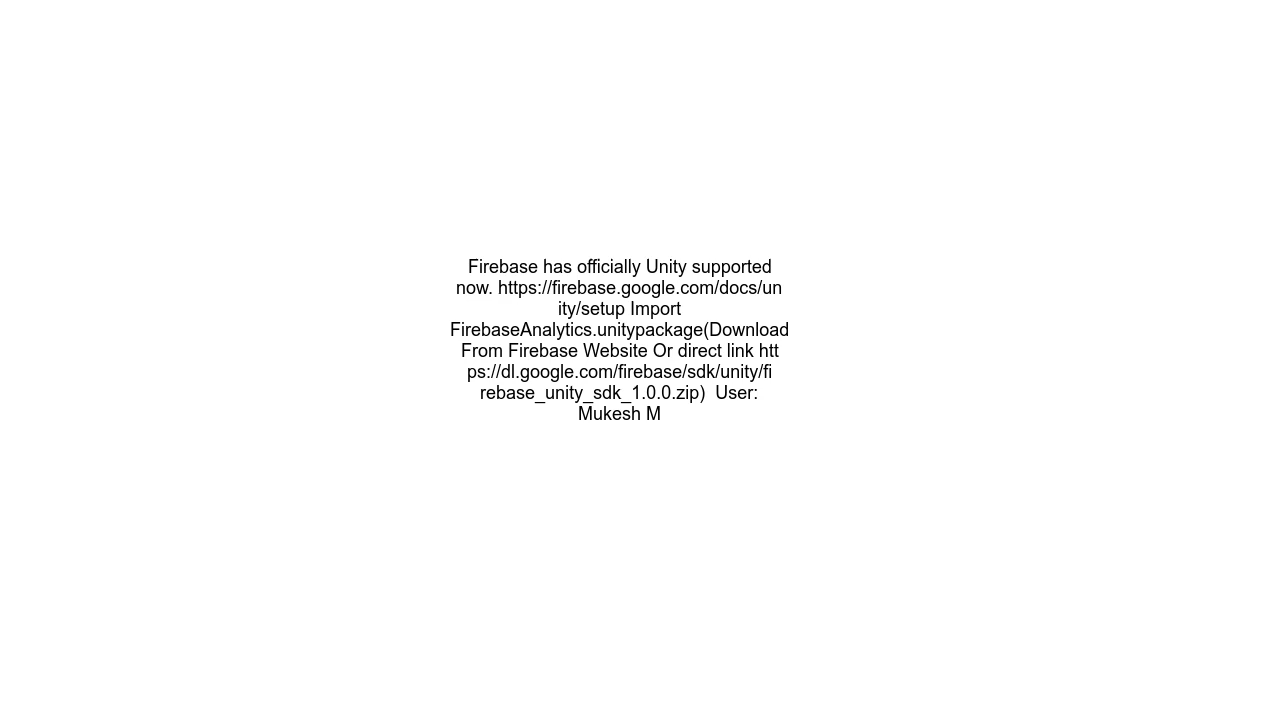 Firebase has officially Unity supported
now. https://firebase.google.com/docs/un
ity/setup Import
FirebaseAnalytics.unitypackage(Download
From Firebase Website Or direct link htt
ps://dl.google.com/firebase/sdk/unity/fi
rebase_unity_sdk_1.0.0.zip)  User:
Mukesh M